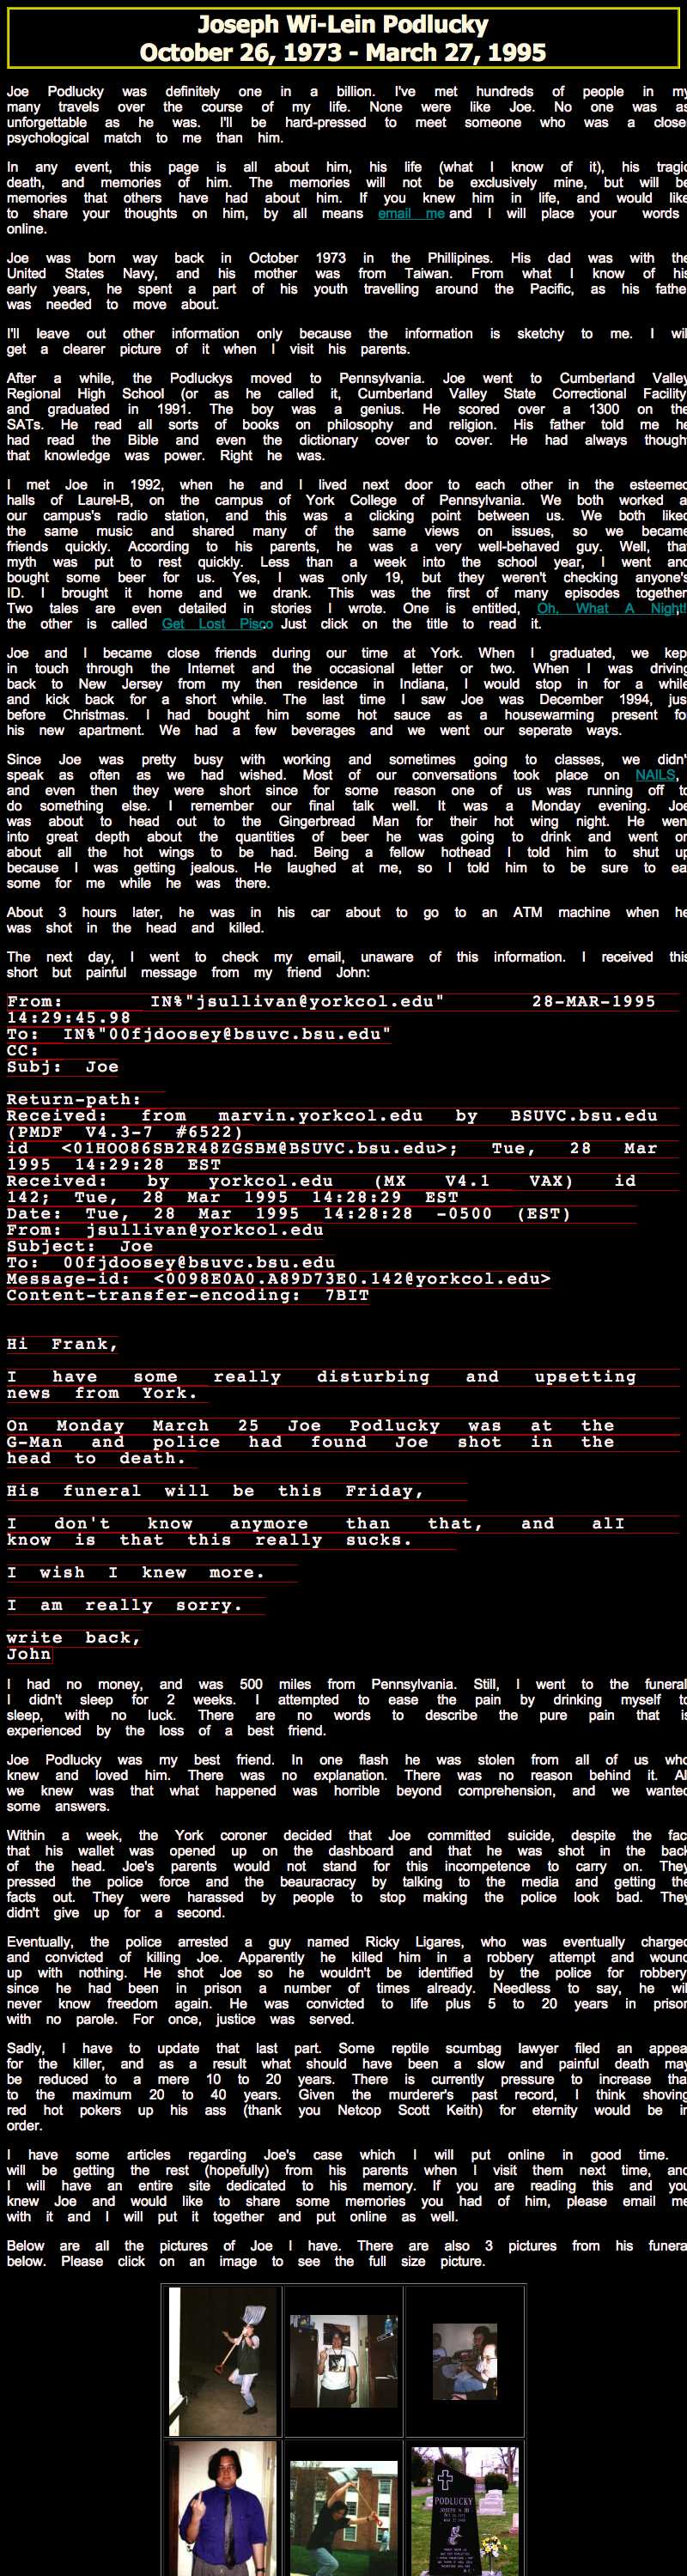 Joseph Wi-Lein Podlucky
October 26, 1973 - March 27, 1995
Joe Podlucky was definitely one in a billion. I've met hundreds of people in my
many travels over the course of my life. None were like Joe. No one was as
unforgettable as he was. I'll be hard-pressed to meet someone who was a close
psychological match to me than him.
In any event, this page is all about him, his life (what I know of it), his tragic
death, and memories of him. The memories will not be exclusively mine, but will be
memories that others have had about him. If you knew him in life, and would like
to share your thoughts on him, by all means email me and I will place your words
online.
Joe was born way back in October 1973 in the Phillipines. His dad was with the
United States Navy, and his mother was from Taiwan. From what I know of his
early years, he spent a part of his youth travelling around the Pacific, as his fathe
was needed to move about.
I'll leave out other information only because the information is sketchy to me. I wil
get a clearer picture of it when I visit his parents.
After a while, the Podluckys moved to Pennsylvania. Joe went to Cumberland Valley
Regional High School (or as he called it, Cumberland Valley State Correctional Facility
and graduated in 1991. The boy was a genius. He scored over a 1300 on the
SATs. He read all sorts of books on philosophy and religion. His father told me he
had read the Bible and even the dictionary cover to cover. He had always though
that knowledge was power. Right he was.
I met Joe in 1992, when he and I lived next door to each other in the esteemed
halls of Laurel-B, on the campus of York College of Pennsylvania. We both worked a
our campus's radio station, and this was a clicking point between us. We both liked
the same music and shared many of the same views on issues, so we became
friends quickly. According to his parents, he was a very well-behaved guy. Well, tha
myth was put to rest quickly. Less than a week into the school year, I went and
bought some beer for us. Yes, I was only 19, but they weren't checking anyone's
ID. I brought it home and we drank. This was the first of many episodes together
Two tales are even detailed in stories I wrote. One is entitled, Oh, What A Night!;
the other is called Get Lost Pisco. Just click on the title to read it.
Joe and I became close friends during our time at York. When I graduated, we kep
in touch through the Internet and the occasional letter or two. When I was driving
back to New Jersey from my then residence in Indiana, I would stop in for a while
and kick back for a short while. The last time I saw Joe was December 1994, jus
before Christmas. I had bought him some hot sauce as a housewarming present fo
his new apartment. We had a few beverages and we went our seperate ways.
Since Joe was pretty busy with working and sometimes going to classes, we didn'
speak as often as we had wished. Most of our conversations took place on NAILS,
and even then they were short since for some reason one of us was running off to
do something else. I remember our final talk well. It was a Monday evening. Joe
was about to head out to the Gingerbread Man for their hot wing night. He wen
into great depth about the quantities of beer he was going to drink and went on
about all the hot wings to be had. Being a fellow hothead I told him to shut up
because I was getting jealous. He laughed at me, so I told him to be sure to ea
some for me while he was there.
About 3 hours later, he was in his car about to go to an ATM machine when he
was shot in the head and killed.
The next day, I went to check my email, unaware of this information. I received this
short but painful message from my friend John:
From: IN%"jsullivan@yorkcol.edu" 28-MAR-1995
14:29:45.98
To: IN%"00fjdoosey@bsuvc.bsu.edu"
CC:
Subj: Joe
Return-path:
Received: from marvin.yorkcol.edu by BSUVC.bsu.edu
(PMDF V4.3-7 #6522)
id <01HOO86SB2R48ZGSBM@BSUVC.bsu.edu>; Tue, 28 Mar
1995 14:29:28 EST
Received: by yorkcol.edu (MX V4.1 VAX) id
142; Tue, 28 Mar 1995 14:28:29 EST
Date: Tue, 28 Mar 1995 14:28:28 -0500 (EST)
From: jsullivan@yorkcol.edu
Subject: Joe
To: 00fjdoosey@bsuvc.bsu.edu
Message-id: <0098E0A0.A89D73E0.142@yorkcol.edu>
Content-transfer-encoding: 7BIT
Hi Frank,
I have some really disturbing and upsetting
news from York.
On Monday March 25 Joe Podlucky was at the
G-Man and police had found Joe shot in the
head to death.
His funeral will be this Friday,
I don't know anymore than that, and alI
know is that this really sucks.
I wish I knew more.
I am really sorry.
write back,
John
I had no money, and was 500 miles from Pennsylvania. Still, I went to the funeral
I didn't sleep for 2 weeks. I attempted to ease the pain by drinking myself to
sleep, with no luck. There are no words to describe the pure pain that is
experienced by the loss of a best friend.
Joe Podlucky was my best friend. In one flash he was stolen from all of us who
knew and loved him. There was no explanation. There was no reason behind it. Al
we knew was that what happened was horrible beyond comprehension, and we wanted
some answers.
Within a week, the York coroner decided that Joe committed suicide, despite the fac
that his wallet was opened up on the dashboard and that he was shot in the back
of the head. Joe's parents would not stand for this incompetence to carry on. They
pressed the police force and the beauracracy by talking to the media and getting the
facts out. They were harassed by people to stop making the police look bad. They
didn't give up for a second.
Eventually, the police arrested a guy named Ricky Ligares, who was eventually charged
and convicted of killing Joe. Apparently he killed him in a robbery attempt and wound
up with nothing. He shot Joe so he wouldn't be identified by the police for robbery
since he had been in prison a number of times already. Needless to say, he wil
never know freedom again. He was convicted to life plus 5 to 20 years in prison
with no parole. For once, justice was served.
Sadly, I have to update that last part. Some reptile scumbag lawyer filed an appea
for the killer, and as a result what should have been a slow and painful death may
be reduced to a mere 10 to 20 years. There is currently pressure to increase tha
to the maximum 20 to 40 years. Given the murderer's past record, I think shoving
red hot pokers up his ass (thank you Netcop Scott Keith) for eternity would be in
order.
I have some articles regarding Joe's case which I will put online in good time.
will be getting the rest (hopefully) from his parents when I visit them next time, and
I will have an entire site dedicated to his memory. If you are reading this and you
knew Joe and would like to share some memories you had of him, please email me
with it and I will put it together and put online as well.
Below are all the pictures of Joe I have. There are also 3 pictures from his funera
below. Please click on an image to see the full size picture.
PODLUCKY